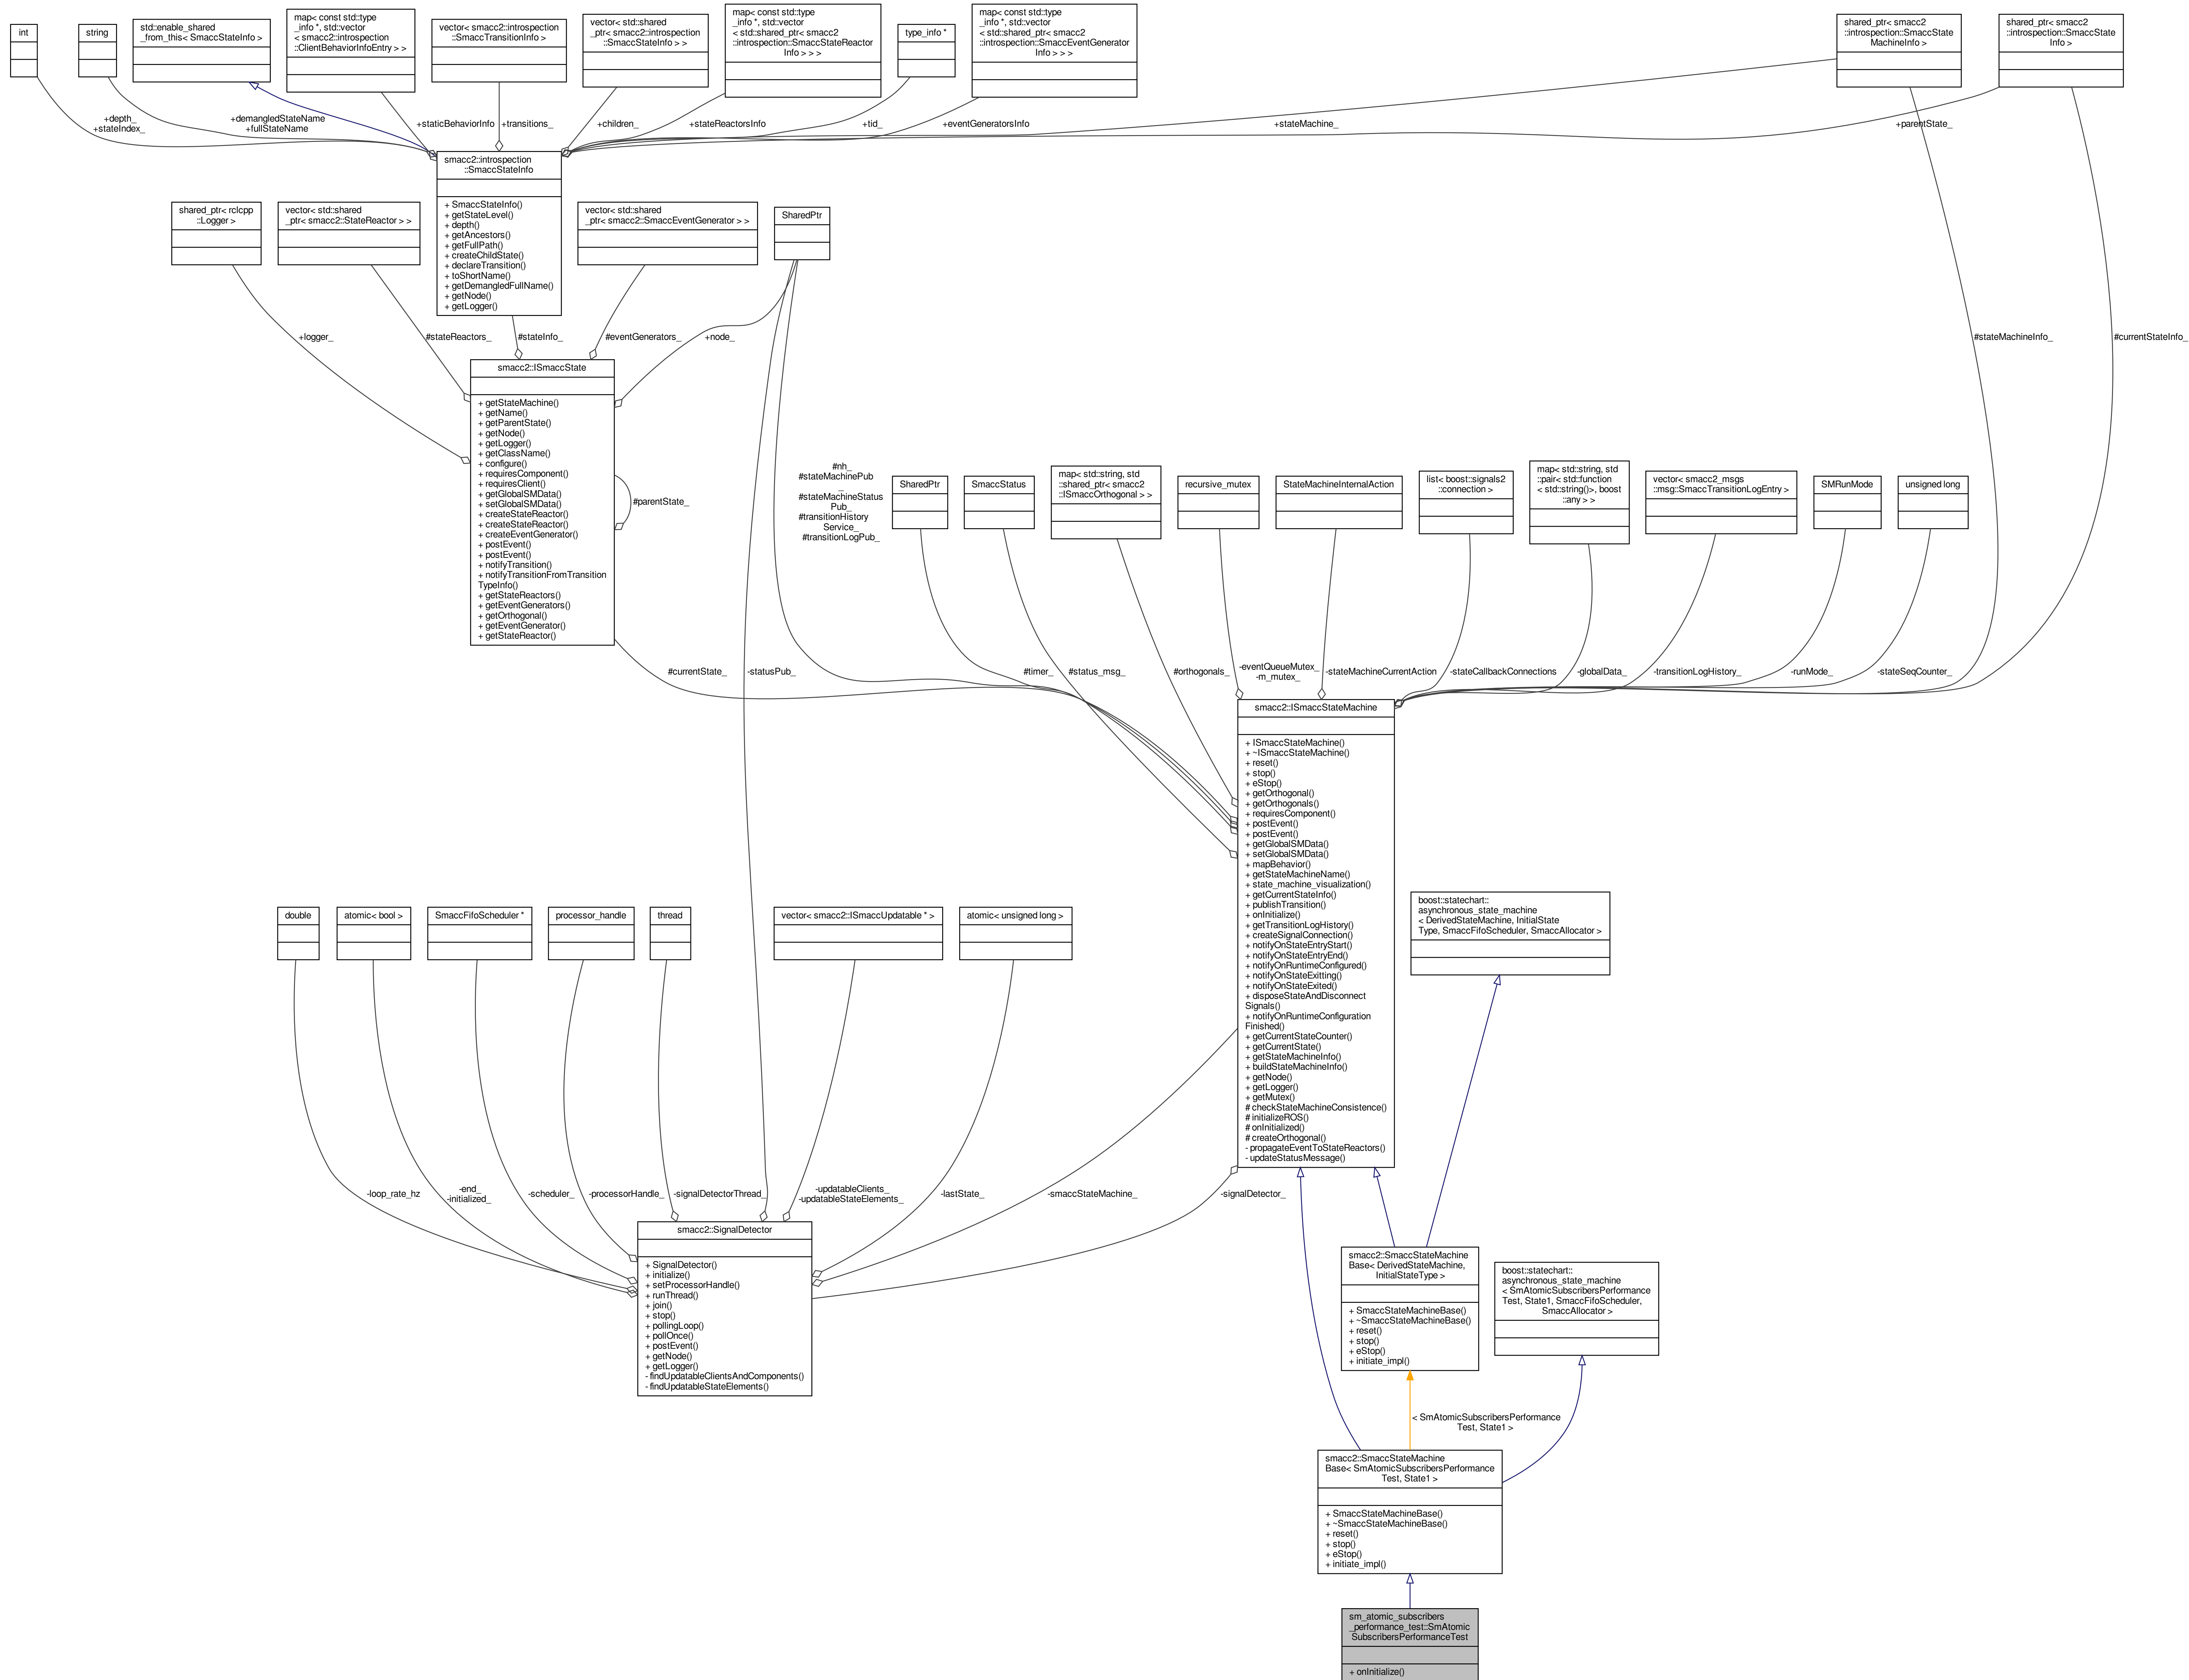 int
string
std::enable_shared
_from_this< SmaccStateInfo >
map< const std::type
_info *, std::vector
< smacc2::introspection
::ClientBehaviorInfoEntry > >
vector< smacc2::introspection
::SmaccTransitionInfo >
vector< std::shared
_ptr< smacc2::introspection
::SmaccStateInfo > >
map< const std::type
_info *, std::vector
< std::shared_ptr< smacc2
::introspection::SmaccStateReactor
Info > > >
type_info *
map< const std::type
_info *, std::vector
< std::shared_ptr< smacc2
::introspection::SmaccEventGenerator
Info > > >
shared_ptr< smacc2
::introspection::SmaccState
MachineInfo >
shared_ptr< smacc2
::introspection::SmaccState
Info >
+depth_
+stateIndex_
+demangledStateName
+fullStateName
+staticBehaviorInfo
+transitions_
+children_
+stateReactorsInfo
+tid_
+eventGeneratorsInfo
+stateMachine_
+parentState_
smacc2::introspection
::SmaccStateInfo
+ SmaccStateInfo()
+ getStateLevel()
+ depth()
+ getAncestors()
+ getFullPath()
+ createChildState()
+ declareTransition()
+ toShortName()
+ getDemangledFullName()
+ getNode()
+ getLogger()
shared_ptr< rclcpp
::Logger >
vector< std::shared
_ptr< smacc2::StateReactor > >
vector< std::shared
_ptr< smacc2::SmaccEventGenerator > >
SharedPtr
+logger_
#stateReactors_
#stateInfo_
#eventGenerators_
+node_
#stateMachineInfo_
#currentStateInfo_
smacc2::ISmaccState
+ getStateMachine()
+ getName()
+ getParentState()
+ getNode()
+ getLogger()
+ getClassName()
+ configure()
+ requiresComponent()
+ requiresClient()
+ getGlobalSMData()
+ setGlobalSMData()
+ createStateReactor()
+ createStateReactor()
+ createEventGenerator()
+ postEvent()
+ postEvent()
+ notifyTransition()
+ notifyTransitionFromTransition
TypeInfo()
+ getStateReactors()
+ getEventGenerators()
+ getOrthogonal()
+ getEventGenerator()
+ getStateReactor()
#parentState_
#nh_
#stateMachinePub
_
#stateMachineStatus
Pub_
#transitionHistory
Service_
#transitionLogPub_
SharedPtr
SmaccStatus
map< std::string, std
::shared_ptr< smacc2
::ISmaccOrthogonal > >
recursive_mutex
StateMachineInternalAction
list< boost::signals2
::connection >
map< std::string, std
::pair< std::function
< std::string()>, boost
::any > >
vector< smacc2_msgs
::msg::SmaccTransitionLogEntry >
SMRunMode
unsigned long
#currentState_
-statusPub_
#timer_
#status_msg_
#orthogonals_
-eventQueueMutex_
-m_mutex_
-stateMachineCurrentAction
-stateCallbackConnections
-globalData_
-transitionLogHistory_
-runMode_
-stateSeqCounter_
smacc2::ISmaccStateMachine
+ ISmaccStateMachine()
+ ~ISmaccStateMachine()
+ reset()
+ stop()
+ eStop()
+ getOrthogonal()
+ getOrthogonals()
+ requiresComponent()
+ postEvent()
+ postEvent()
+ getGlobalSMData()
+ setGlobalSMData()
+ mapBehavior()
+ getStateMachineName()
+ state_machine_visualization()
+ getCurrentStateInfo()
+ publishTransition()
+ onInitialize()
+ getTransitionLogHistory()
+ createSignalConnection()
+ notifyOnStateEntryStart()
+ notifyOnStateEntryEnd()
+ notifyOnRuntimeConfigured()
+ notifyOnStateExitting()
+ notifyOnStateExited()
+ disposeStateAndDisconnect
Signals()
+ notifyOnRuntimeConfiguration
Finished()
+ getCurrentStateCounter()
+ getCurrentState()
+ getStateMachineInfo()
+ buildStateMachineInfo()
+ getNode()
+ getLogger()
+ getMutex()
# checkStateMachineConsistence()
# initializeROS()
# onInitialized()
# createOrthogonal()
- propagateEventToStateReactors()
- updateStatusMessage()
boost::statechart::
asynchronous_state_machine
< DerivedStateMachine, InitialState
Type, SmaccFifoScheduler, SmaccAllocator >
double
atomic< bool >
SmaccFifoScheduler *
processor_handle
thread
vector< smacc2::ISmaccUpdatable * >
atomic< unsigned long >
-loop_rate_hz
-end_
-initialized_
-scheduler_
-processorHandle_
-signalDetectorThread_
-updatableClients_
-updatableStateElements_
-lastState_
-smaccStateMachine_
-signalDetector_
smacc2::SignalDetector
+ SignalDetector()
+ initialize()
+ setProcessorHandle()
+ runThread()
+ join()
+ stop()
+ pollingLoop()
+ pollOnce()
+ postEvent()
+ getNode()
+ getLogger()
- findUpdatableClientsAndComponents()
- findUpdatableStateElements()
smacc2::SmaccStateMachine
Base< DerivedStateMachine,
InitialStateType >
+ SmaccStateMachineBase()
+ ~SmaccStateMachineBase()
+ reset()
+ stop()
+ eStop()
+ initiate_impl()
boost::statechart::
asynchronous_state_machine
< SmAtomicSubscribersPerformance
Test, State1, SmaccFifoScheduler,
SmaccAllocator >
< SmAtomicSubscribersPerformance
Test, State1 >
smacc2::SmaccStateMachine
Base< SmAtomicSubscribersPerformance
Test, State1 >
+ SmaccStateMachineBase()
+ ~SmaccStateMachineBase()
+ reset()
+ stop()
+ eStop()
+ initiate_impl()
sm_atomic_subscribers
_performance_test::SmAtomic
SubscribersPerformanceTest
+ onInitialize()